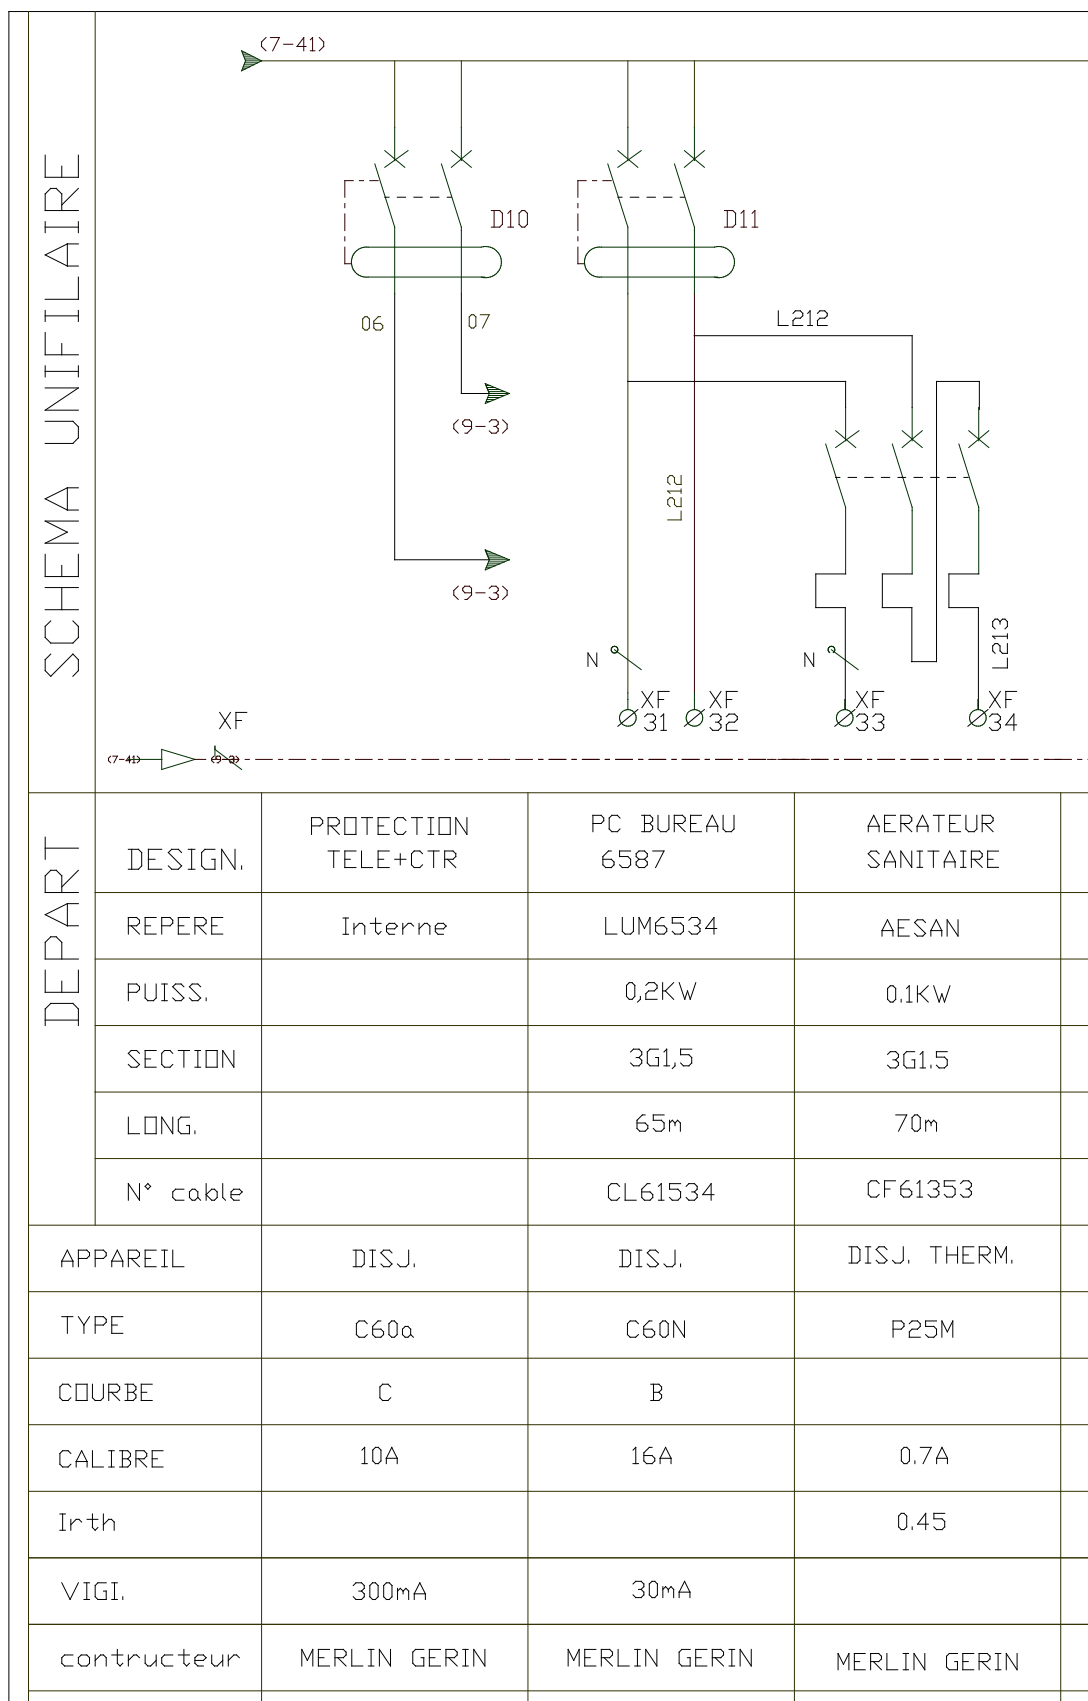 (7-41)
SCHEMA UNIFILAIRE
D10
D11
06
07
L212
(9-3)
L212
(9-3)
L213
N
N
XF
31
XF
32
XF
33
XF
34
XF
(7-41)
(9-3)
DEPART
DESIGN.
PROTECTION
TELE+CTR
PC BUREAU
6587
AERATEUR
SANITAIRE
REPERE Interne LUM6534 AESAN
PUISS. 0,2KW 0.1KW
SECTION 3G1,5 3G1.5
LONG. 65m 70m
N° cable CL61534 CF61353
APPAREIL DISJ. DISJ. DISJ. THERM.
TYPE C60a C60N P25M
COURBE C B
CALIBRE 10A 16A 0.7A
Irth 0.45
VIGI. 300mA 30mA
contructeur MERLIN GERIN MERLIN GERIN MERLIN GERIN